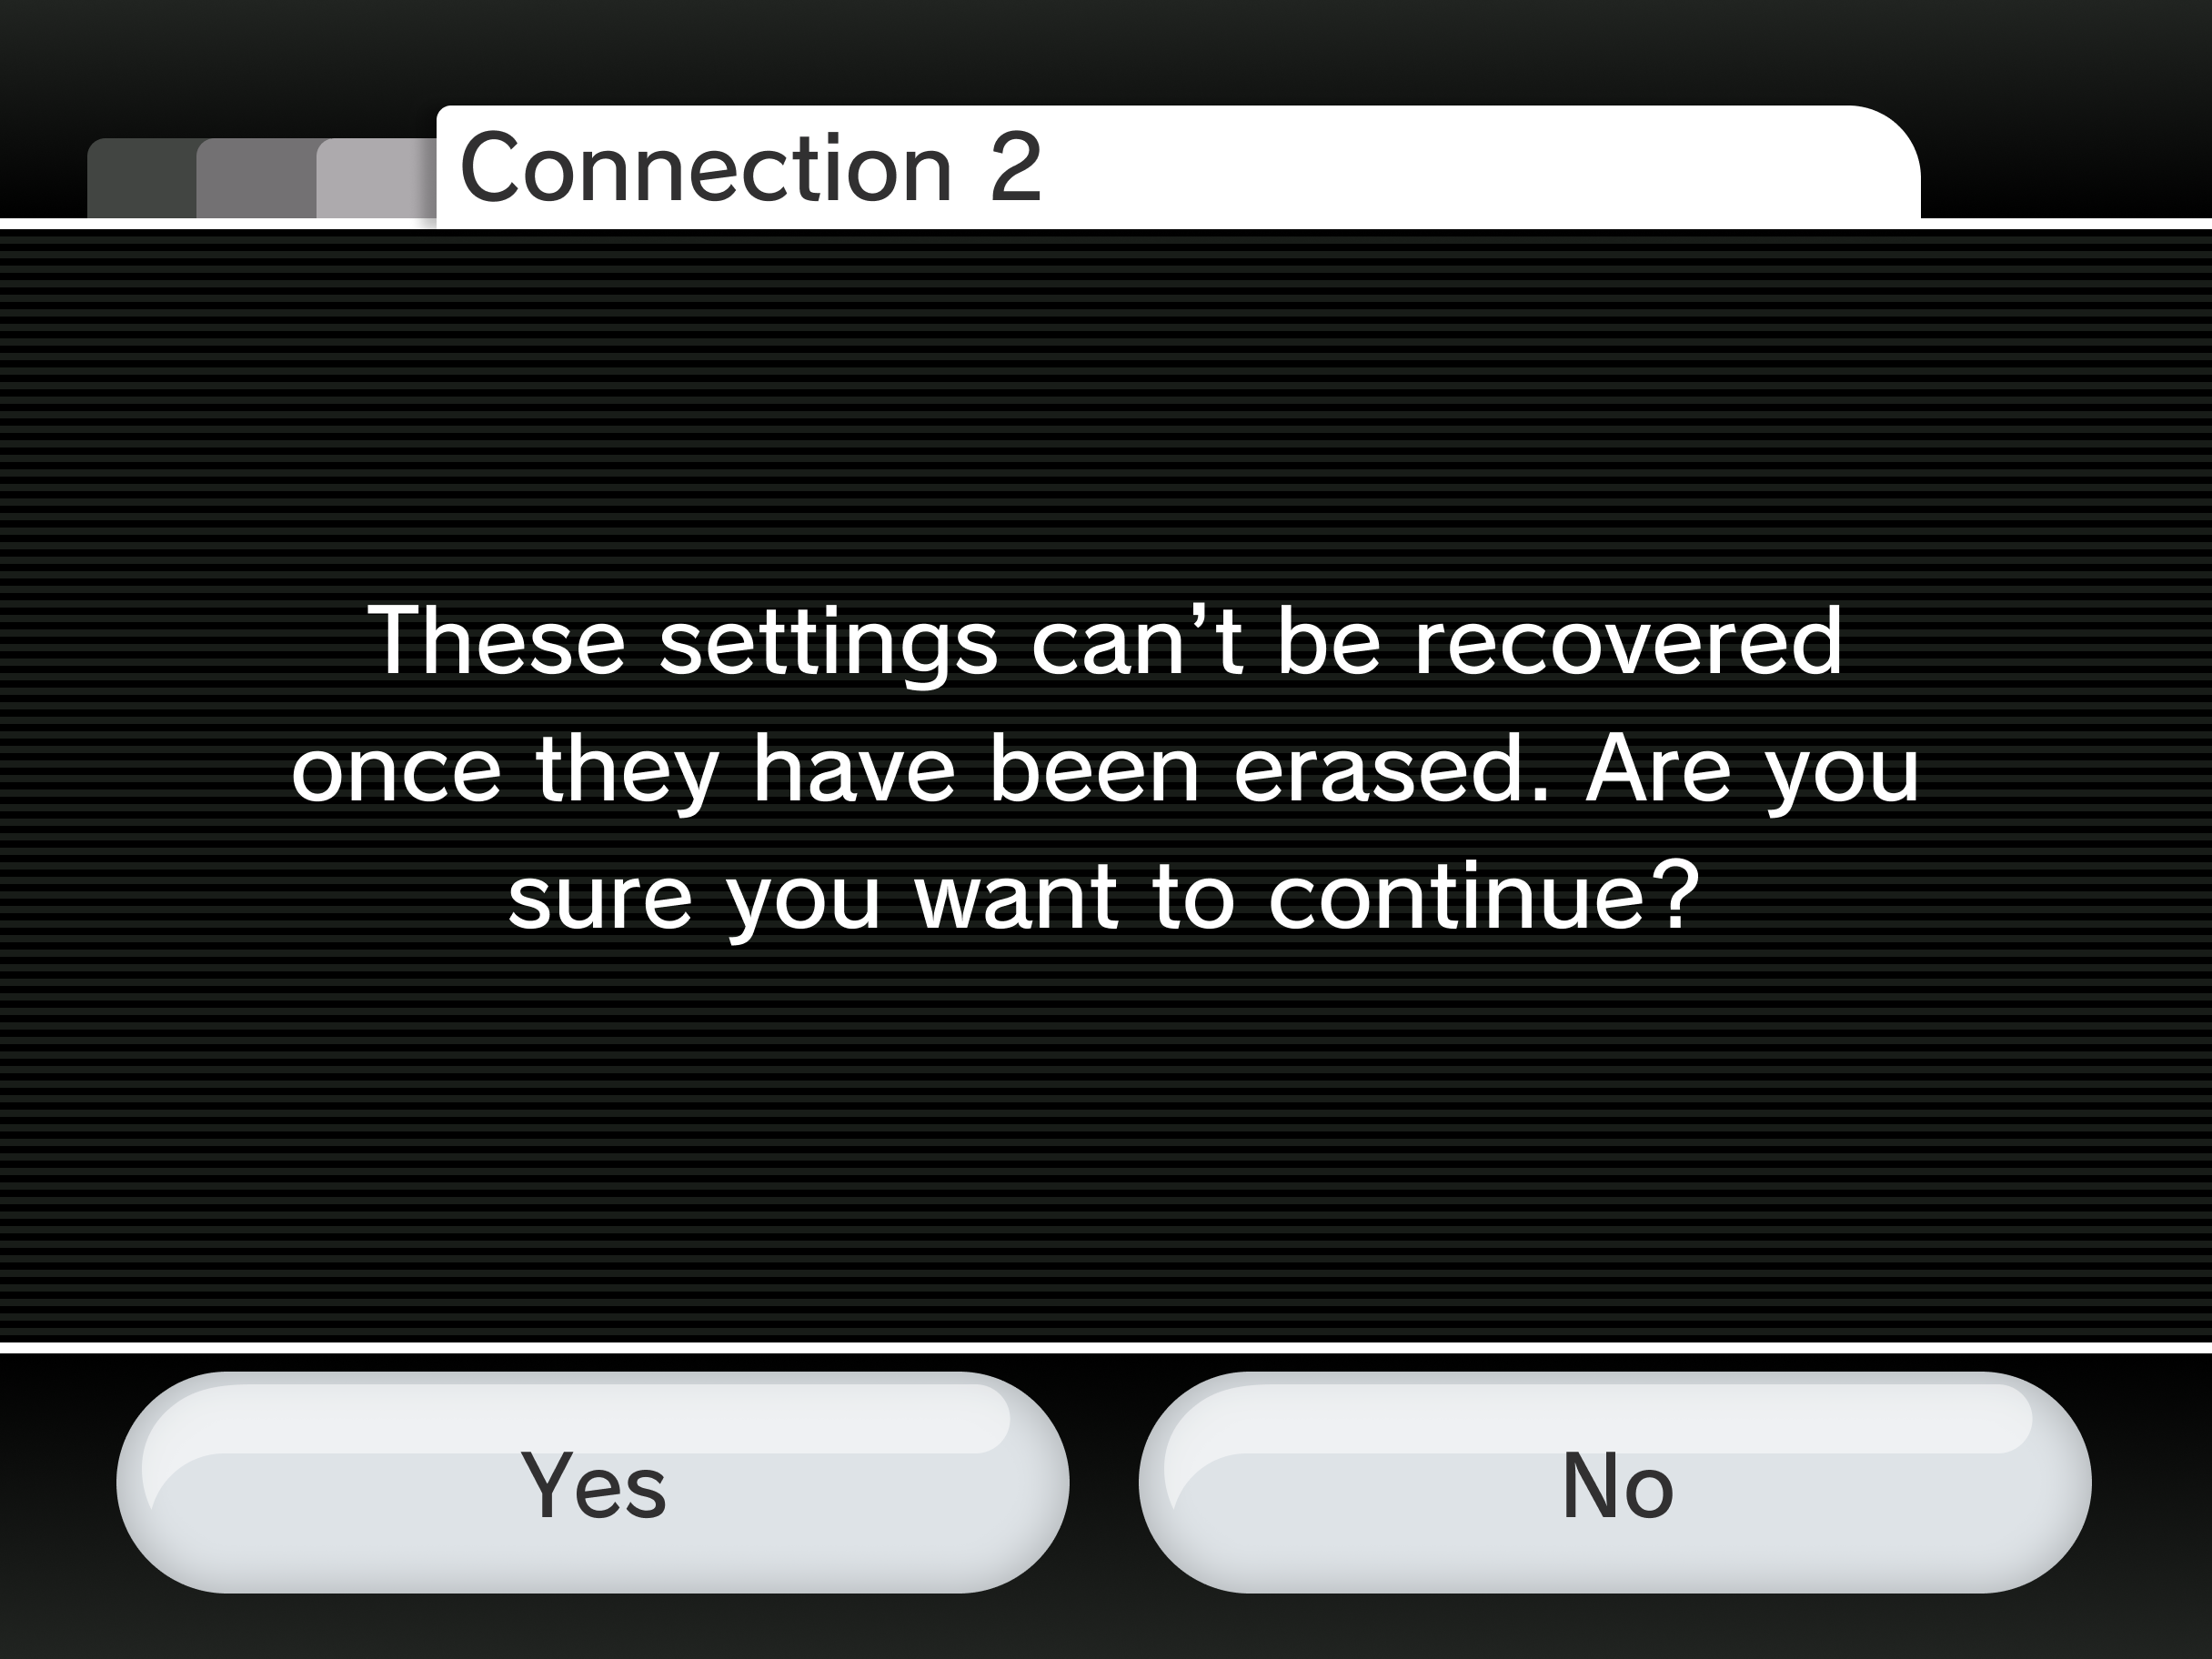 Connection 2
These settings can’t be recovered
once they have been erased. Are you
sure you want to continue?
Yes
No